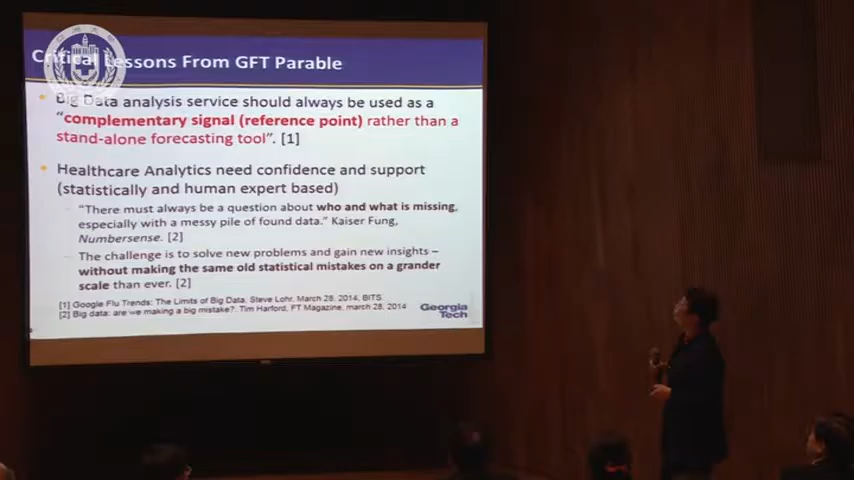 Critical Lessons From GFT Parable
Big Data analysis service should always be used as a
“complementary signal (reference point) rather than a
stand-alone forecasting tool”. [1]
Healthcare Analytics need confidence and support
(statistically and human expert based)
“There must always be a question about who and what is missing,
especially with a messy pile of found data.” Kaiser Fung,
Numbersense. [2]
The challenge is to solve new problems and gain new insights –
without making the same old statistical mistakes on a grander
scale than ever. [2]
[1] Google Flu Trends: The Limits of Big Data, Steve Lohr, March 28, 2014, BITS
[2] Big data: are we making a big mistake?. Tim Harford, FT Magazine, march 28, 2014
Georgia
Tech